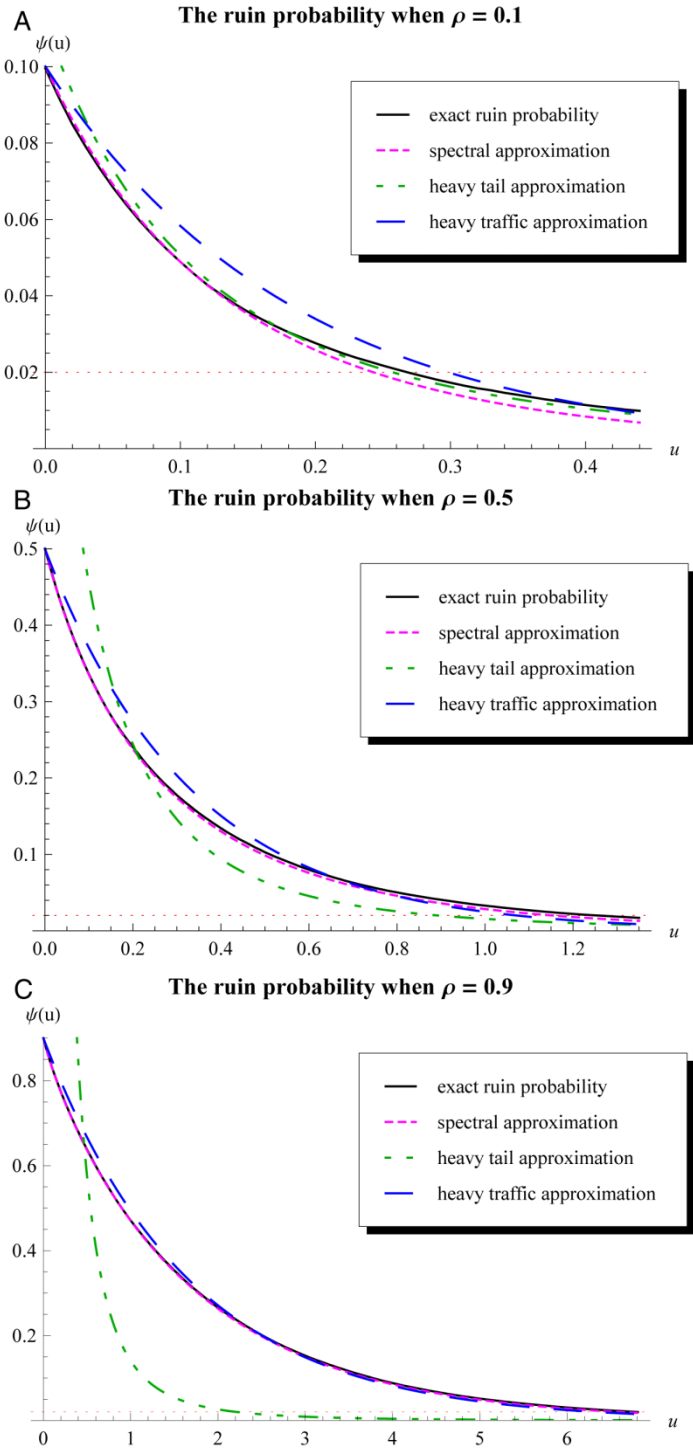 A
The ruin probability when ρ = 0.1
ψ(u)
0.10
0.08
0.06
0.04
0.02
0.0 0.1 0.2 0.3 0.4 u
exact ruin probability
spectral approximation
heavy tail approximation
heavy traffic approximation
B
The ruin probability when ρ = 0.5
ψ(u)
0.5
0.4
0.3
0.2
0.1
0.0 0.2 0.4 0.6 0.8 1.0 1.2 u
exact ruin probability
spectral approximation
heavy tail approximation
heavy traffic approximation
C
The ruin probability when ρ = 0.9
ψ(u)
0.8
0.6
0.4
0.2
0 1 2 3 4 5 6 u
exact ruin probability
spectral approximation
heavy tail approximation
heavy traffic approximation